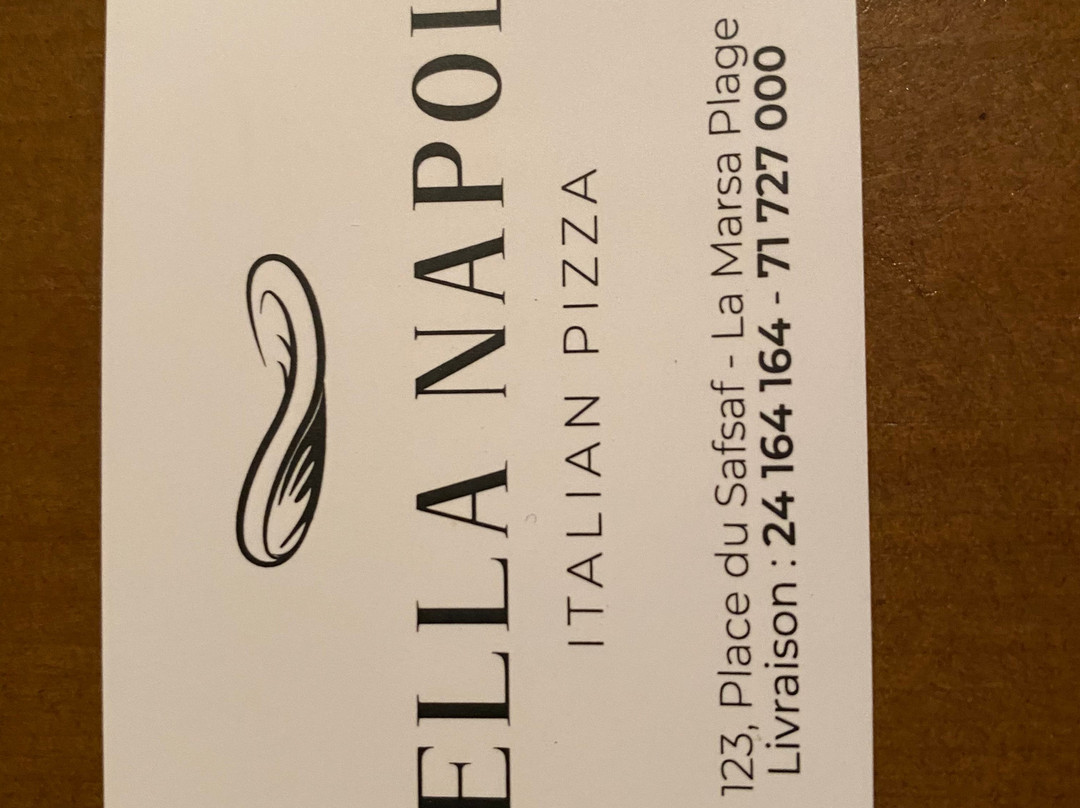 ELLA NAPOL
ITALIAN PIZZA
123, Place du Safsaf - La Marsa Plage
Livraison : 24 164 164 - 71 727 000